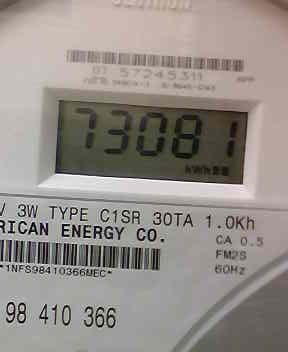 07 57245311
73081
kWh
V 3W TYPE C1SR 30TA 1.0Kh
RICAN ENERGY CO.
CA 0.5
FM2S
60Hz
*1NFS98410366MEC*
98 410 366